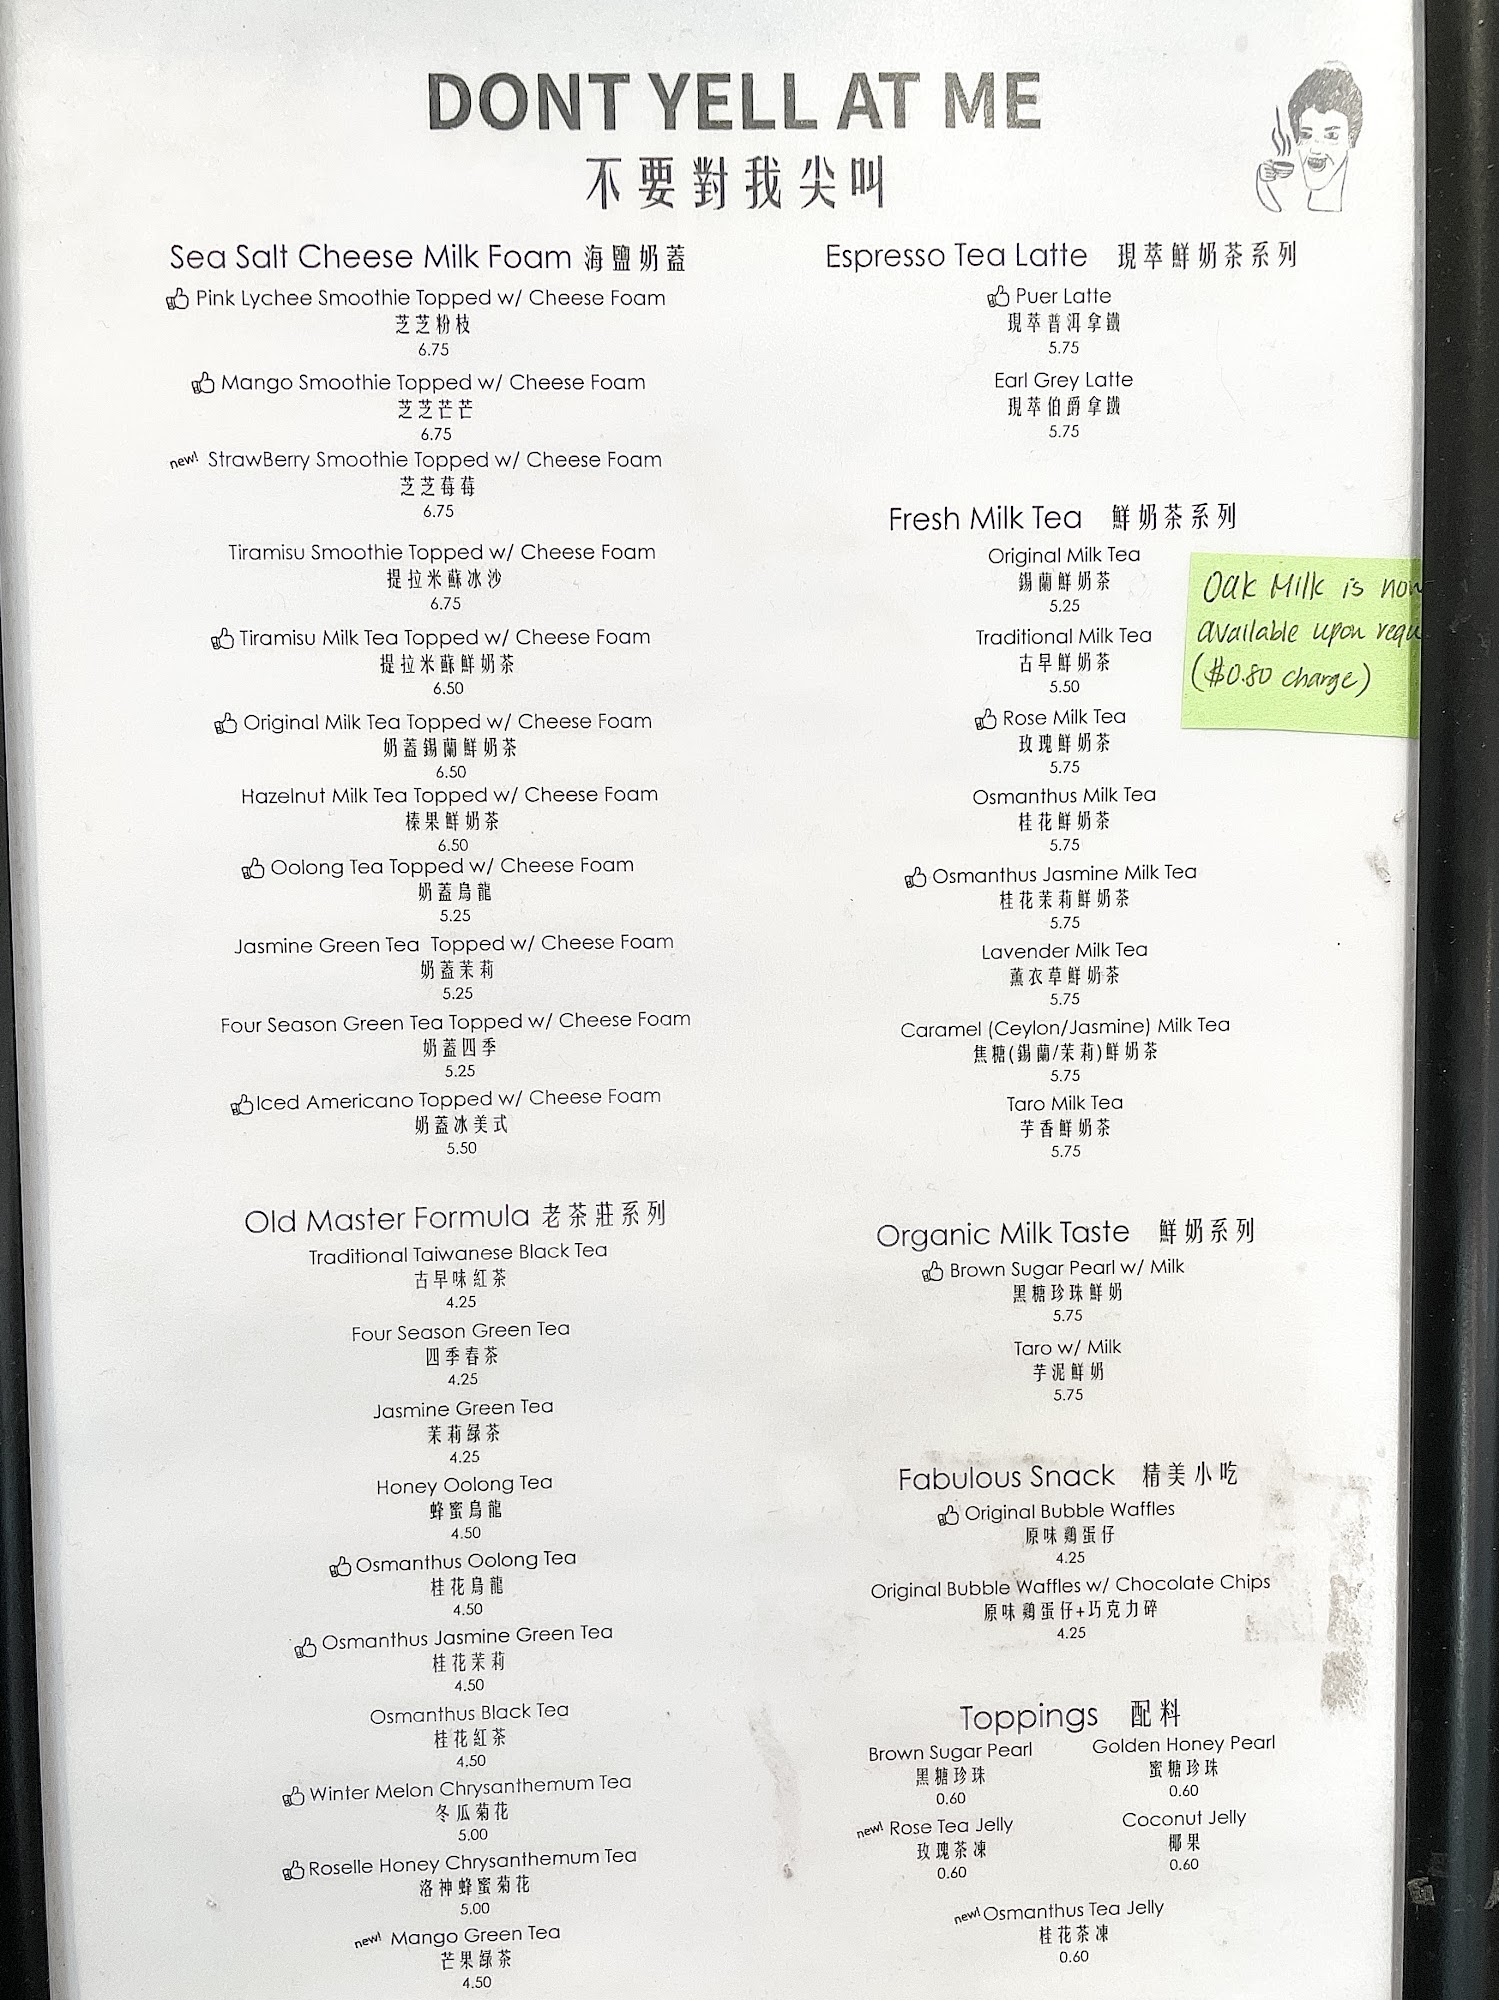 DONT YELL AT ME
不要對我尖叫
Sea Salt Cheese Milk Foam 海鹽奶蓋
Pink Lychee Smoothie Topped w/ Cheese Foam
芝芝粉枝
6.75
Mango Smoothie Topped w/ Cheese Foam
芝芝芒芒
6.75
new! StrawBerry Smoothie Topped w/ Cheese Foam
芝芝莓莓
6.75
Tiramisu Smoothie Topped w/ Cheese Foam
提拉米蘇冰沙
6.75
Tiramisu Milk Tea Topped w/ Cheese Foam
提拉米蘇鮮奶茶
6.50
Original Milk Tea Topped w/ Cheese Foam
奶蓋錫蘭鮮奶茶
6.50
Hazelnut Milk Tea Topped w/ Cheese Foam
榛果鮮奶茶
6.50
Oolong Tea Topped w/ Cheese Foam
奶蓋烏龍
5.25
Jasmine Green Tea Topped w/ Cheese Foam
奶蓋茉莉
5.25
Four Season Green Tea Topped w/ Cheese Foam
奶蓋四季
5.25
Iced Americano Topped w/ Cheese Foam
奶蓋冰美式
5.50
Old Master Formula 老茶莊系列
Traditional Taiwanese Black Tea
古早味紅茶
4.25
Four Season Green Tea
四季春茶
4.25
Jasmine Green Tea
茉莉綠茶
4.25
Honey Oolong Tea
蜂蜜烏龍
4.50
Osmanthus Oolong Tea
桂花烏龍
4.50
Osmanthus Jasmine Green Tea
桂花茉莉
4.50
Osmanthus Black Tea
桂花紅茶
4.50
Winter Melon Chrysanthemum Tea
冬瓜菊花
5.00
Roselle Honey Chrysanthemum Tea
洛神蜂蜜菊花
5.00
new! Mango Green Tea
芒果綠茶
4.50
Espresso Tea Latte 現萃鮮奶茶系列
Puer Latte
現萃普洱拿鐵
5.75
Earl Grey Latte
現萃伯爵拿鐵
5.75
Fresh Milk Tea 鮮奶茶系列
Original Milk Tea
錫蘭鮮奶茶
5.25
Traditional Milk Tea
古早鮮奶茶
5.50
Rose Milk Tea
玫瑰鮮奶茶
5.75
Osmanthus Milk Tea
桂花鮮奶茶
5.75
Osmanthus Jasmine Milk Tea
桂花茉莉鮮奶茶
5.75
Lavender Milk Tea
薰衣草鮮奶茶
5.75
Caramel (Ceylon/Jasmine) Milk Tea
焦糖(錫蘭/茉莉)鮮奶茶
5.75
Taro Milk Tea
芋香鮮奶茶
5.75
Oak Milk is now
available upon requ
($0.80 charge)
Organic Milk Taste 鮮奶系列
Brown Sugar Pearl w/ Milk
黑糖珍珠鮮奶
5.75
Taro w/ Milk
芋泥鮮奶
5.75
Fabulous Snack 精美小吃
Original Bubble Waffles
原味鷄蛋仔
4.25
Original Bubble Waffles w/ Chocolate Chips
原味鷄蛋仔+巧克力碎
4.25
Toppings 配料
Brown Sugar Pearl
黑糖珍珠
0.60
Golden Honey Pearl
蜜糖珍珠
0.60
new! Rose Tea Jelly
玫瑰茶凍
0.60
Coconut Jelly
椰果
0.60
new! Osmanthus Tea Jelly
桂花茶凍
0.60